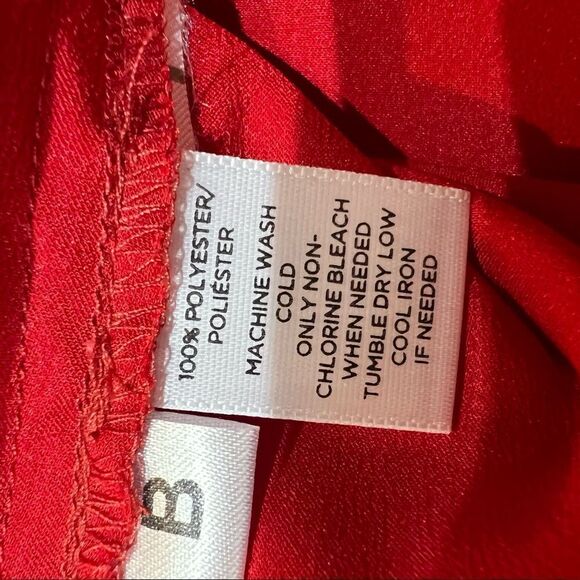 100% POLYESTER/
POLIÉSTER
MACHINE WASH
COLD
ONLY NON-
CHLORINE BLEACH
WHEN NEEDED
TUMBLE DRY LOW
COOL IRON
IF NEEDED
B